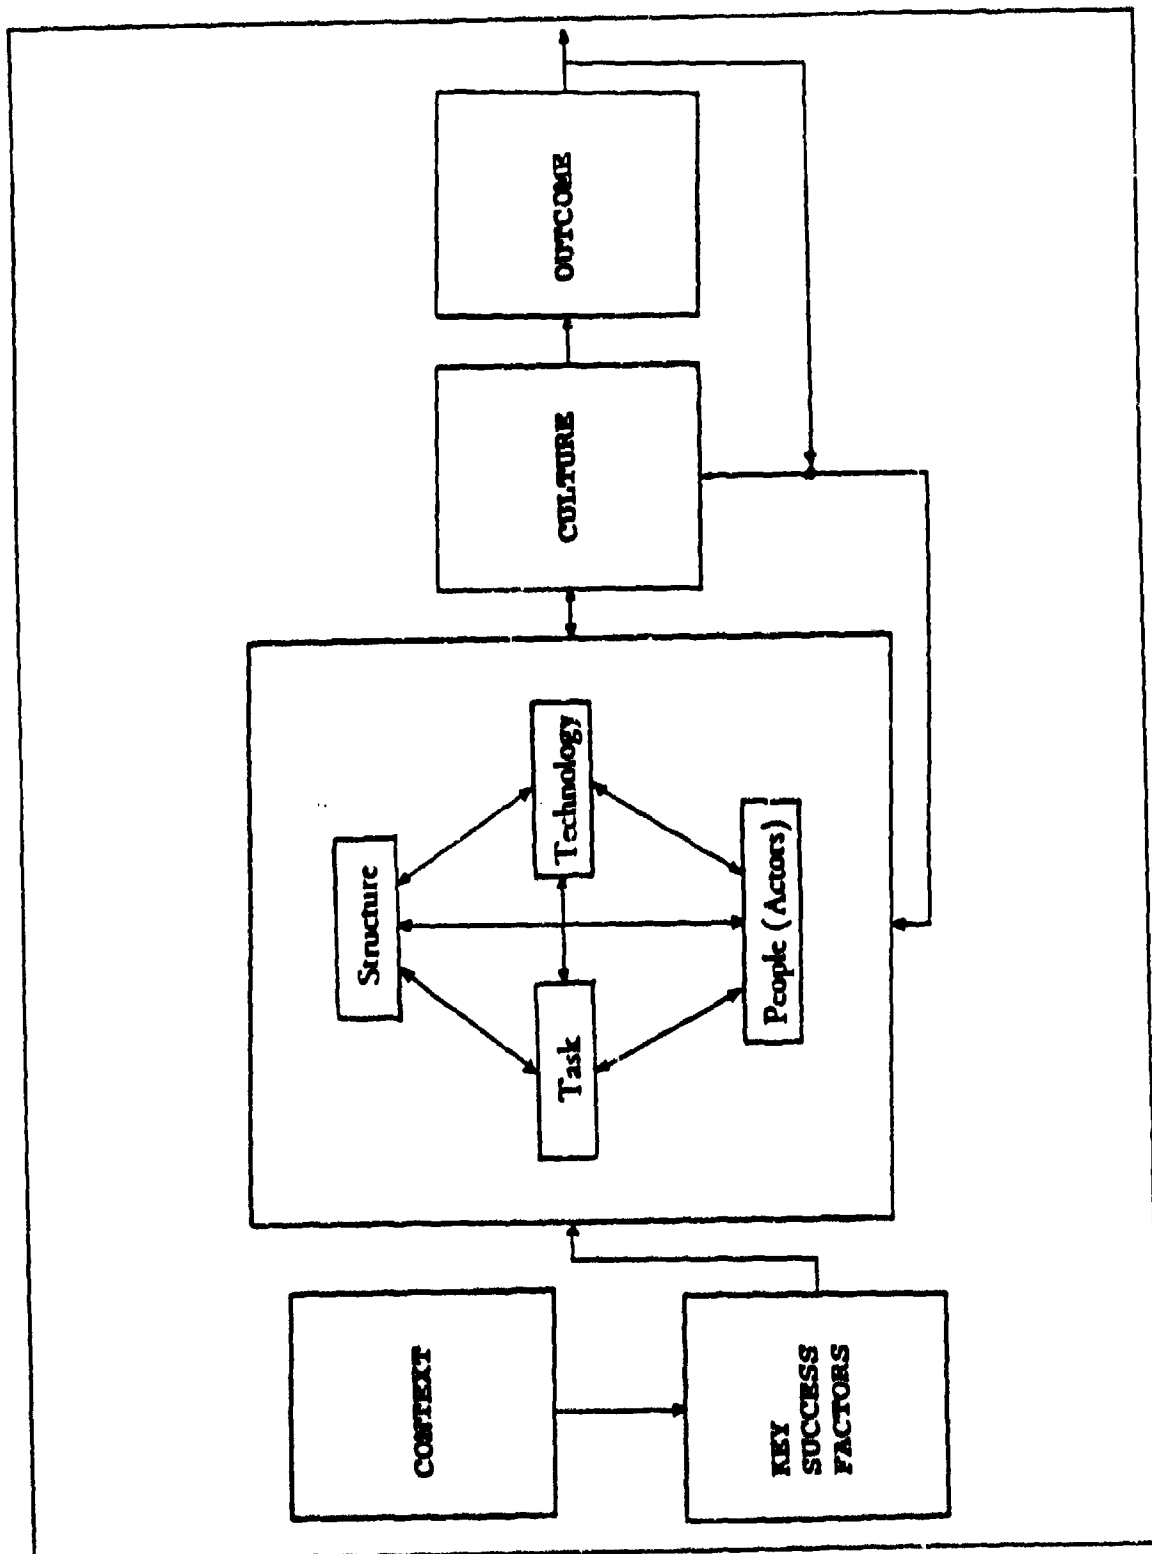 CONTEXT
KEY
SUCCESS
FACTORS
Structure
Task
Technology
People (Actors)
CULTURE
OUTCOME